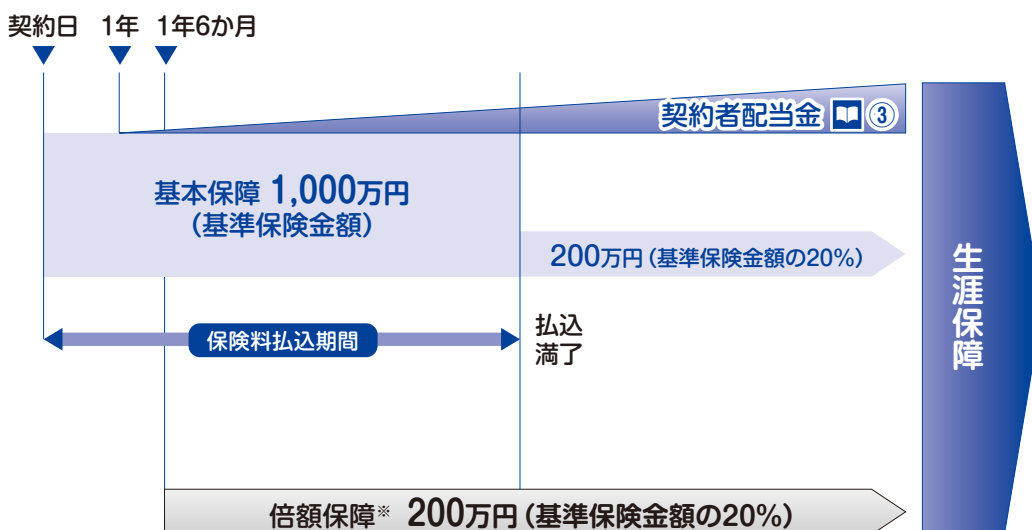 契約日 1年 1年6か月
契約者配当金 ③
基本保障 1,000万円
(基準保険金額)
200万円(基準保険金額の20%)
生涯保障
保険料払込期間
払込
満了
倍額保障※ 200万円(基準保険金額の20%)